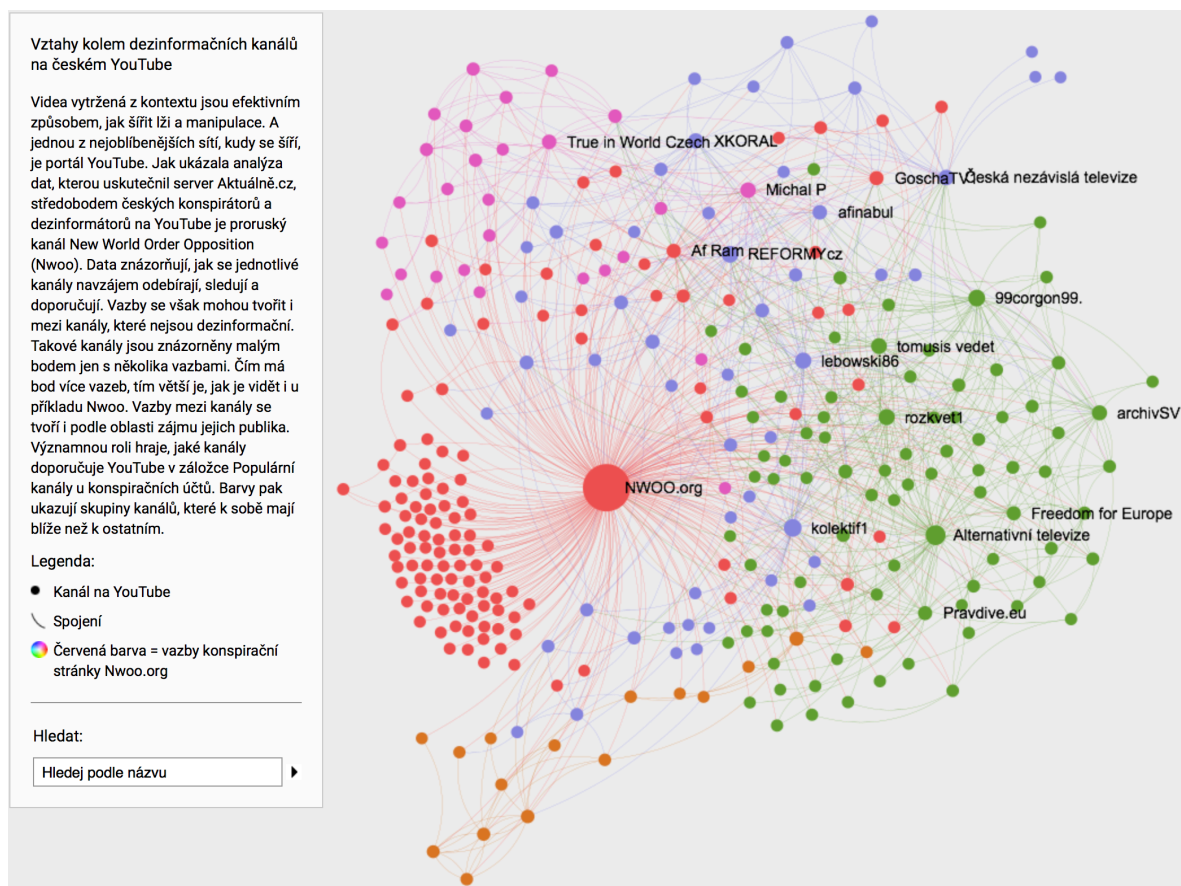 Vztahy kolem dezinformačních kanálů
na českém YouTube
Videa vytržená z kontextu jsou efektivním
způsobem, jak šířit lži a manipulace. A
jednou z nejoblíbenějších sítí, kudy se šíří,
je portál YouTube. Jak ukázala analýza
dat, kterou uskutečnil server Aktuálně.cz,
středobodem českých konspirátorů a
dezinformátorů na YouTube je proruský
kanál New World Order Opposition
(Nwoo). Data znázorňují, jak se jednotlivé
kanály navzájem odebírají, sledují a
doporučují. Vazby se však mohou tvořit i
mezi kanály, které nejsou dezinformační.
Takové kanály jsou znázorněny malým
bodem jen s několika vazbami. Čím má
bod více vazeb, tím větší je, jak je vidět i u
příkladu Nwoo. Vazby mezi kanály se
tvoří i podle oblasti zájmu jejich publika.
Významnou roli hraje, jaké kanály
doporučuje YouTube v záložce Populární
kanály u konspiračních účtů. Barvy pak
ukazují skupiny kanálů, které k sobě mají
blíže než k ostatním.
Legenda:
Kanál na YouTube
Spojení
Červená barva = vazby konspirační
stránky Nwoo.org
Hledat:
Hledej podle názvu
True in World Czech XKORAL
GoschaTV1 Česká nezávislá televize
Michal P
afinabul
Af Ram REFORMYcz
99corgon99.
tomusis vedet
lebowski86
archivSV
rozkvet1
NWOO.org
Freedom for Europe
kolektif1
Alternativní televize
Pravdive.eu